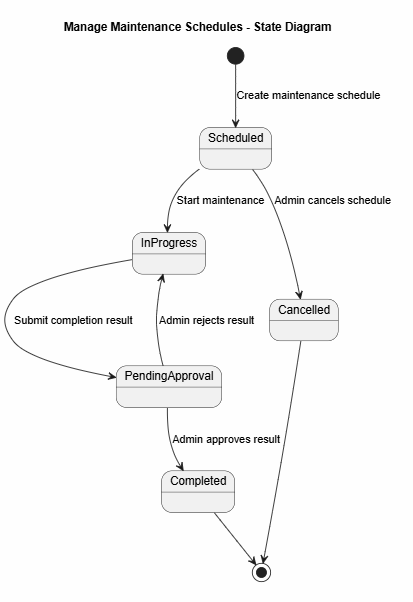 Manage Maintenance Schedules - State Diagram
Create maintenance schedule
Scheduled
Start maintenance
Admin cancels schedule
InProgress
Cancelled
Submit completion result
Admin rejects result
PendingApproval
Admin approves result
Completed